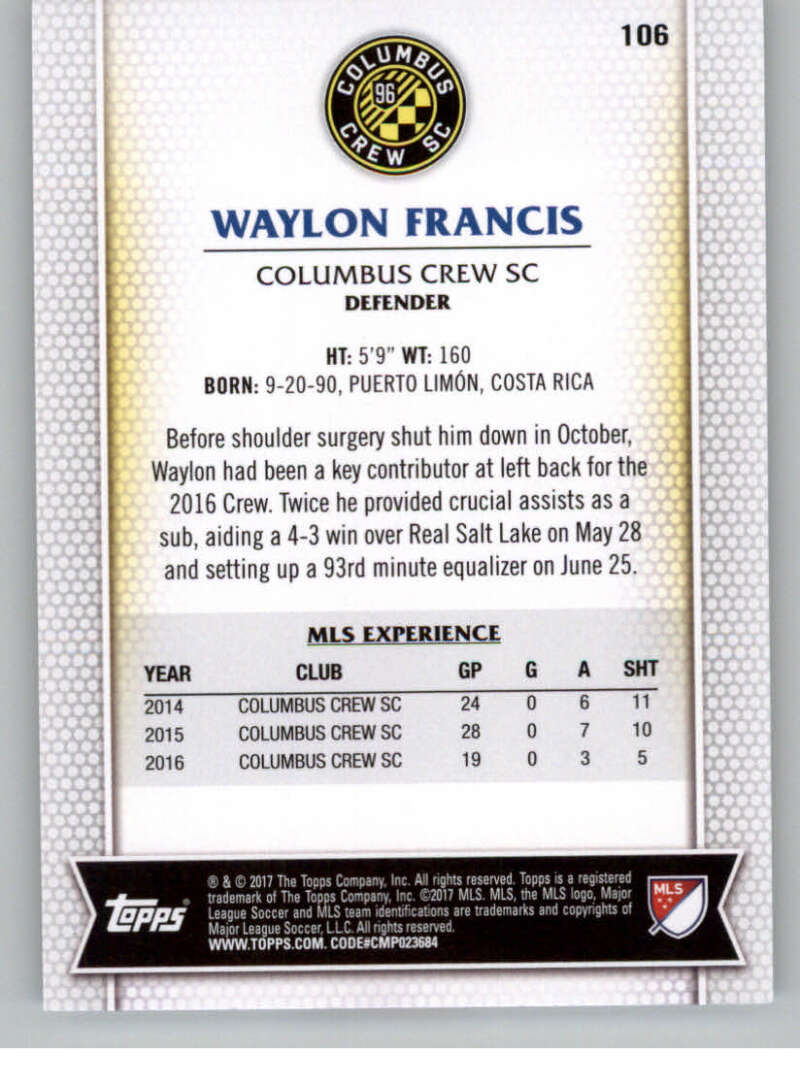 106
COLUMBUS
96
CREW SC
WAYLON FRANCIS
COLUMBUS CREW SC
DEFENDER
HT: 5'9" WT: 160
BORN: 9-20-90, PUERTO LIMÓN, COSTA RICA
Before shoulder surgery shut him down in October,
Waylon had been a key contributor at left back for the
2016 Crew. Twice he provided crucial assists as a
sub, aiding a 4-3 win over Real Salt Lake on May 28
and setting up a 93rd minute equalizer on June 25.
MLS EXPERIENCE
YEAR CLUB GP G A SHT
2014 COLUMBUS CREW SC 24 0 6 11
2015 COLUMBUS CREW SC 28 0 7 10
2016 COLUMBUS CREW SC 19 0 3 5
® & © 2017 The Topps Company, Inc. All rights reserved. Topps is a registered
trademark of The Topps Company, Inc. ©2017 MLS. MLS, the MLS logo, Major
League Soccer and MLS team identifications are trademarks and copyrights of
Major League Soccer, L.L.C. All rights reserved.
WWW.TOPPS.COM. CODE#CMP023684
Topps®
MLS